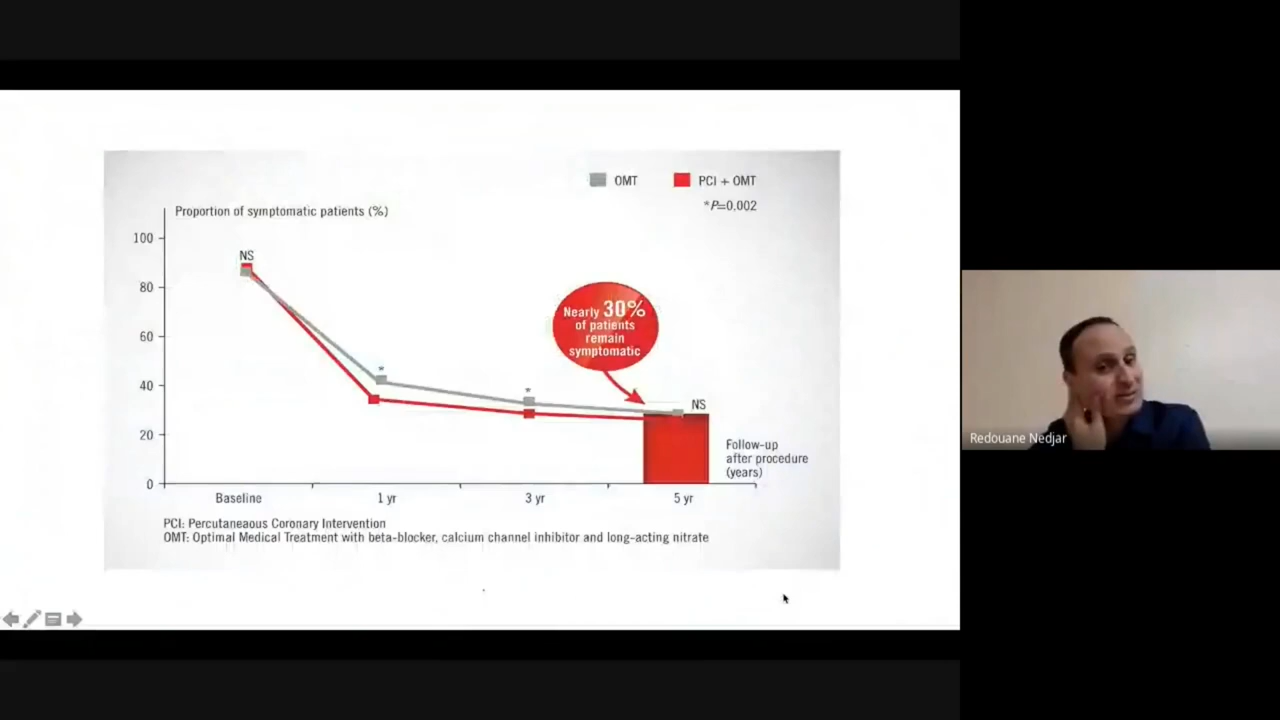 OMT
PCI + OMT
*P=0.002
Proportion of symptomatic patients (%)
100
80
60
40
20
0
NS
*
*
Nearly 30%
of patients
remain
symptomatic
NS
Follow-up
after procedure
(years)
Baseline
1 yr
3 yr
5 yr
PCI: Percutaneaous Coronary Intervention
OMT: Optimal Medical Treatment with beta-blocker, calcium channel inhibitor and long-acting nitrate
Redouane Nedjar